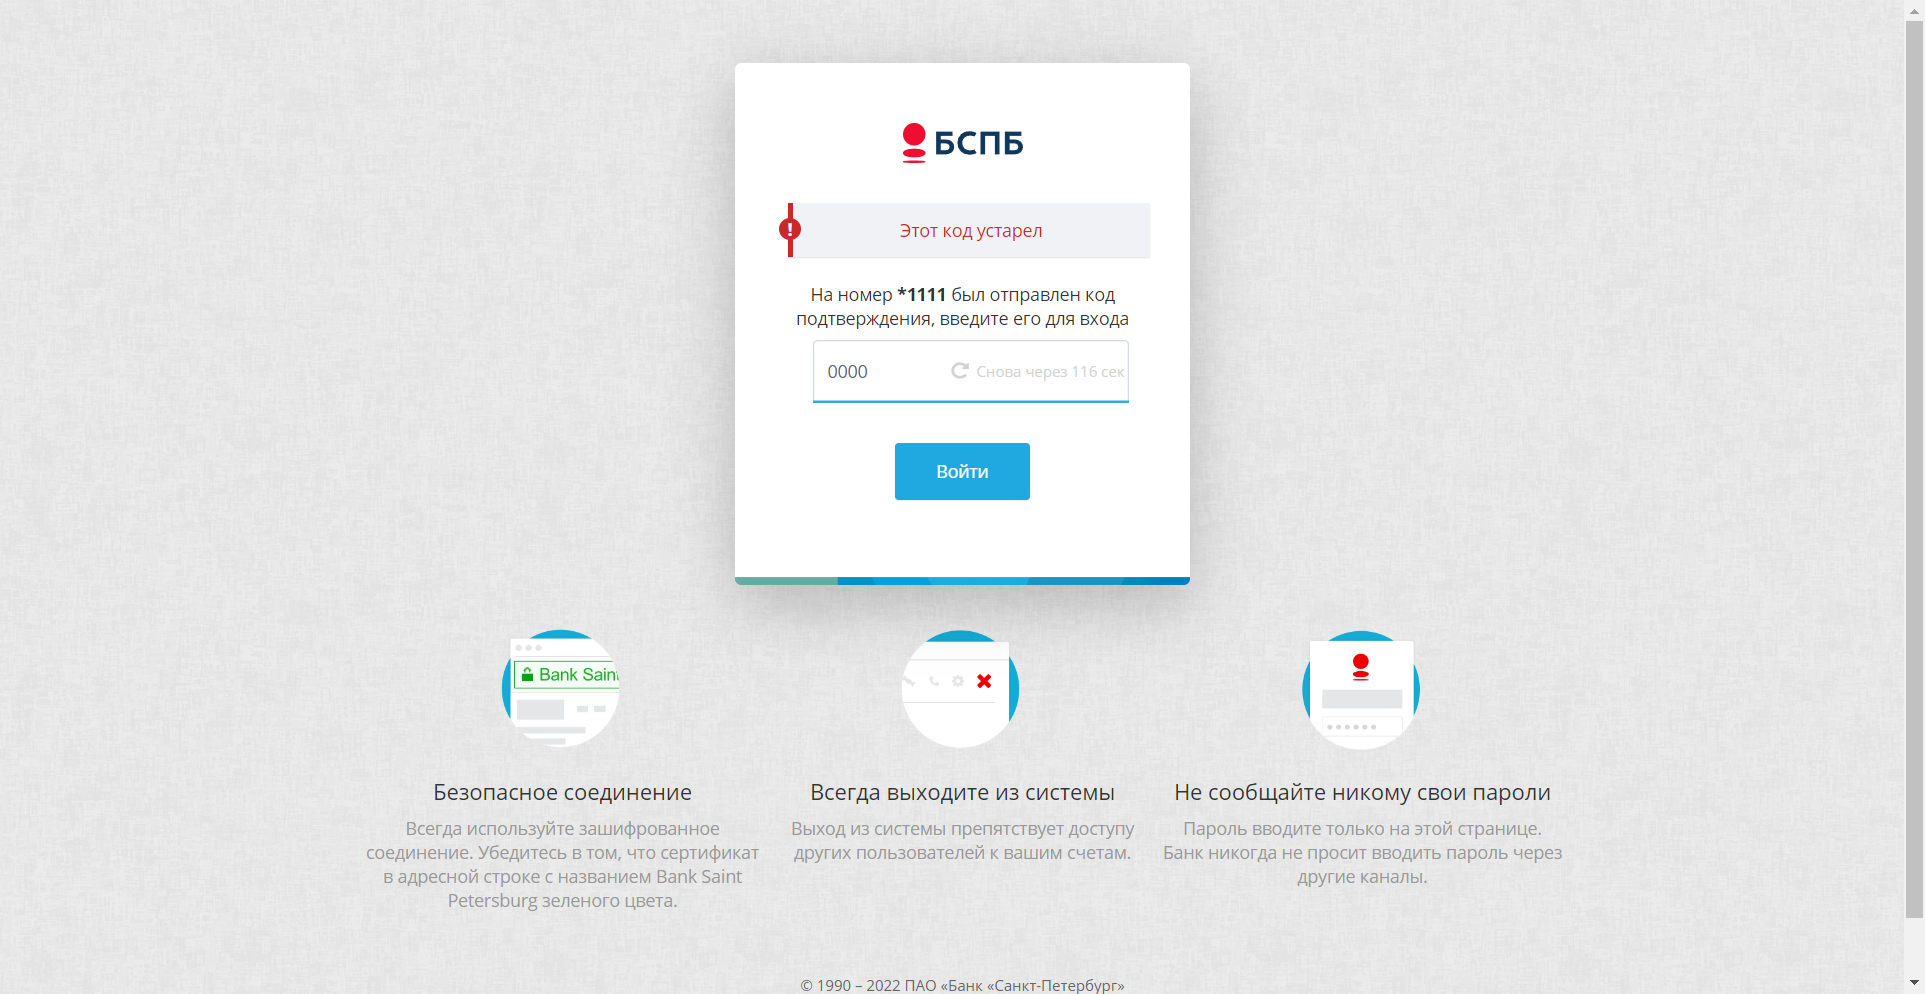 БСПБ
Этот код устарел
На номер *1111 был отправлен код
подтверждения, введите его для входа
0000
Снова через 116 сек
Войти
Bank Sain
Безопасное соединение
Всегда используйте зашифрованное
соединение. Убедитесь в том, что сертификат
в адресной строке с названием Bank Saint
Petersburg зеленого цвета.
Всегда выходите из системы
Выход из системы препятствует доступу
других пользователей к вашим счетам.
Не сообщайте никому свои пароли
Пароль вводите только на этой странице.
Банк никогда не просит вводить пароль через
другие каналы.
© 1990 – 2022 ПАО «Банк «Санкт-Петербург»